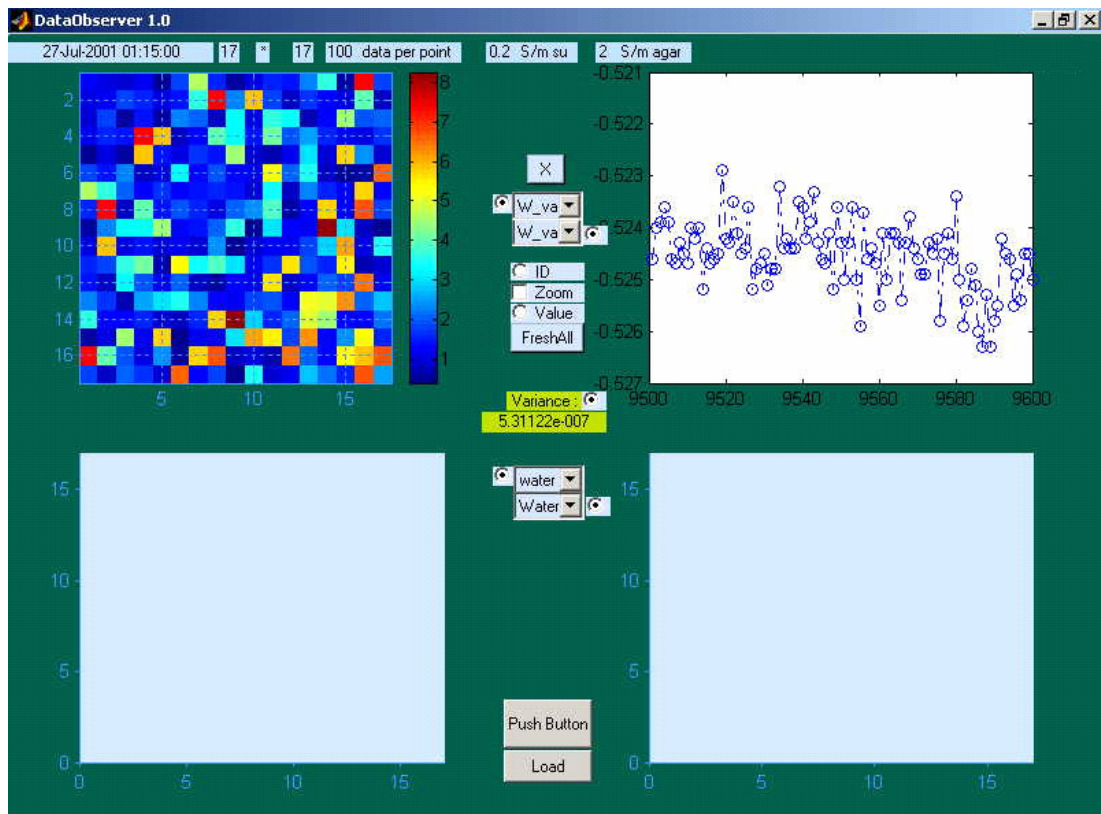 DataObserver 1.0
27-Jul-2001 01:15:00 17 * 17 100 data per point 0.2 S/m su 2 S/m agar
2
4
6
8
10
12
14
16
5 10 15
8
7
6
5
4
3
2
1
X
W_va
W_va
ID
Zoom
Value
FreshAll
Variance :
5.31122e-007
-0.521
-0.522
-0.523
-0.524
-0.525
-0.526
-0.527
9500 9520 9540 9560 9580 9600
water
Water
15
10
5
0
0 5 10 15
Push Button
Load
15
10
5
0
0 5 10 15